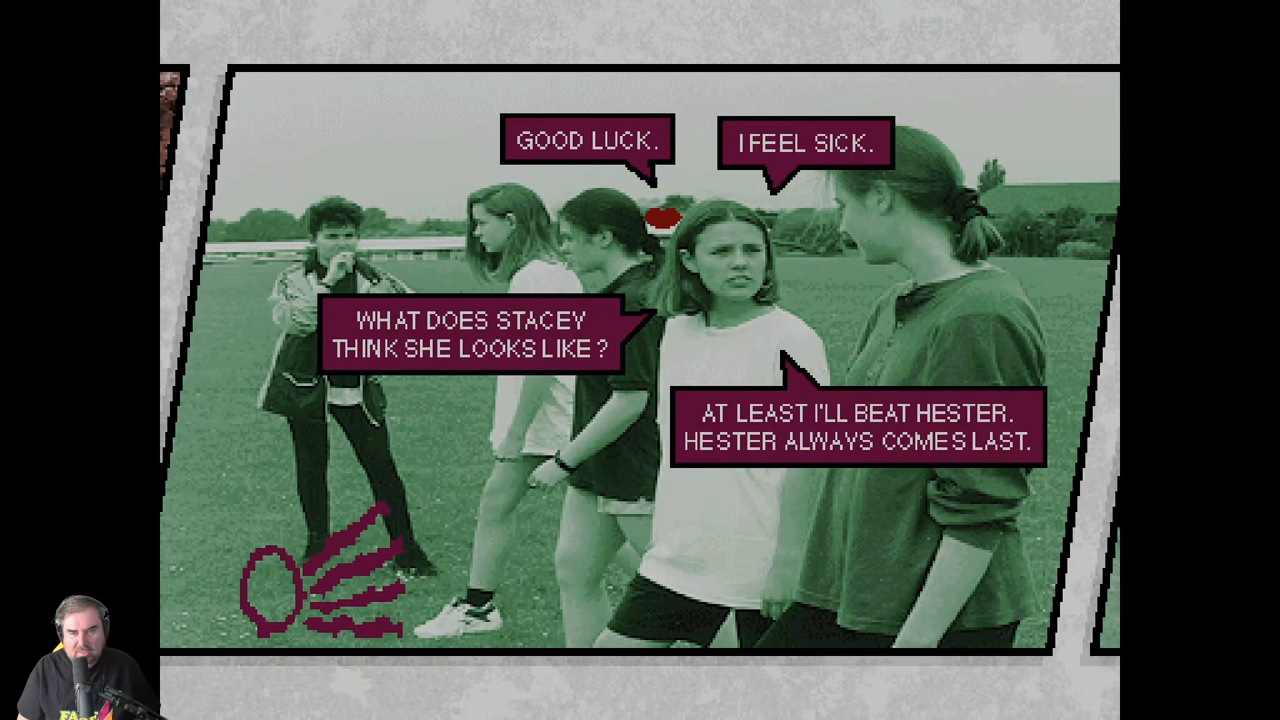 GOOD LUCK.
I FEEL SICK.
WHAT DOES STACEY
THINK SHE LOOKS LIKE ?
AT LEAST I'LL BEAT HESTER.
HESTER ALWAYS COMES LAST.